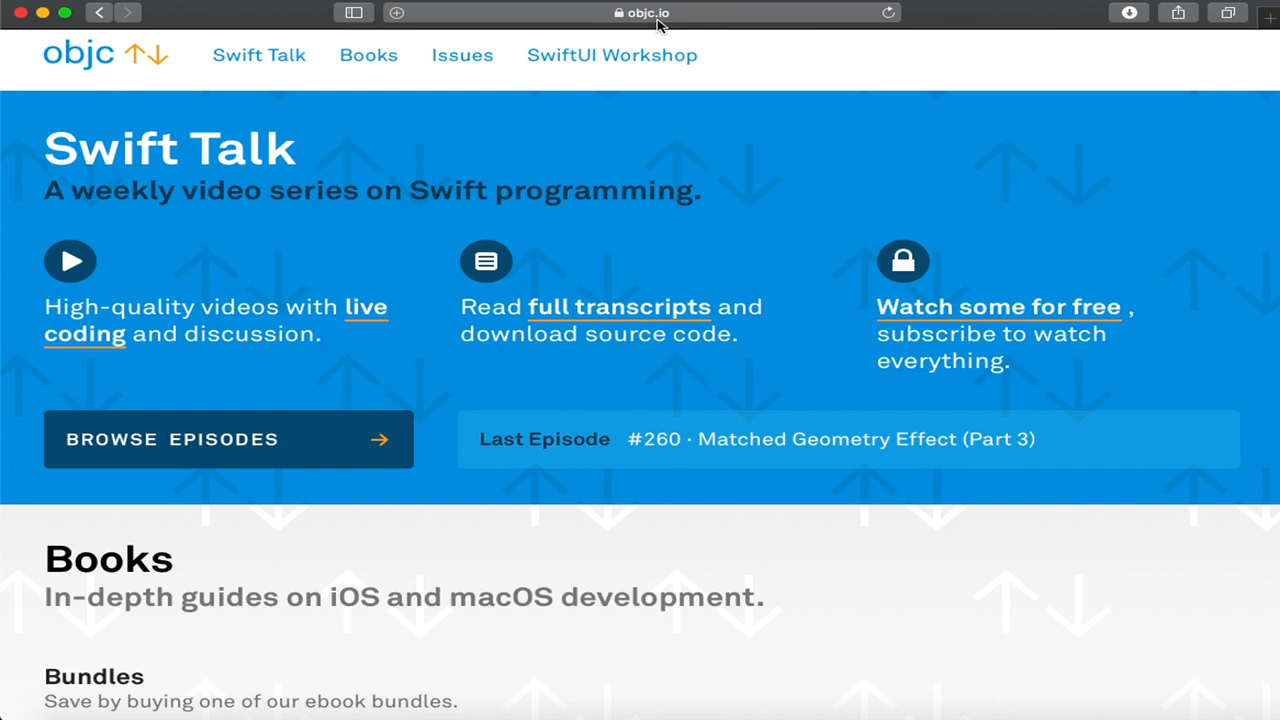 objc.io
objc ↑↓ Swift Talk Books Issues SwiftUI Workshop
Swift Talk
A weekly video series on Swift programming.
High-quality videos with live
coding and discussion.
Read full transcripts and
download source code.
Watch some for free ,
subscribe to watch
everything.
BROWSE EPISODES →
Last Episode #260 · Matched Geometry Effect (Part 3)
Books
In-depth guides on iOS and macOS development.
Bundles
Save by buying one of our ebook bundles.